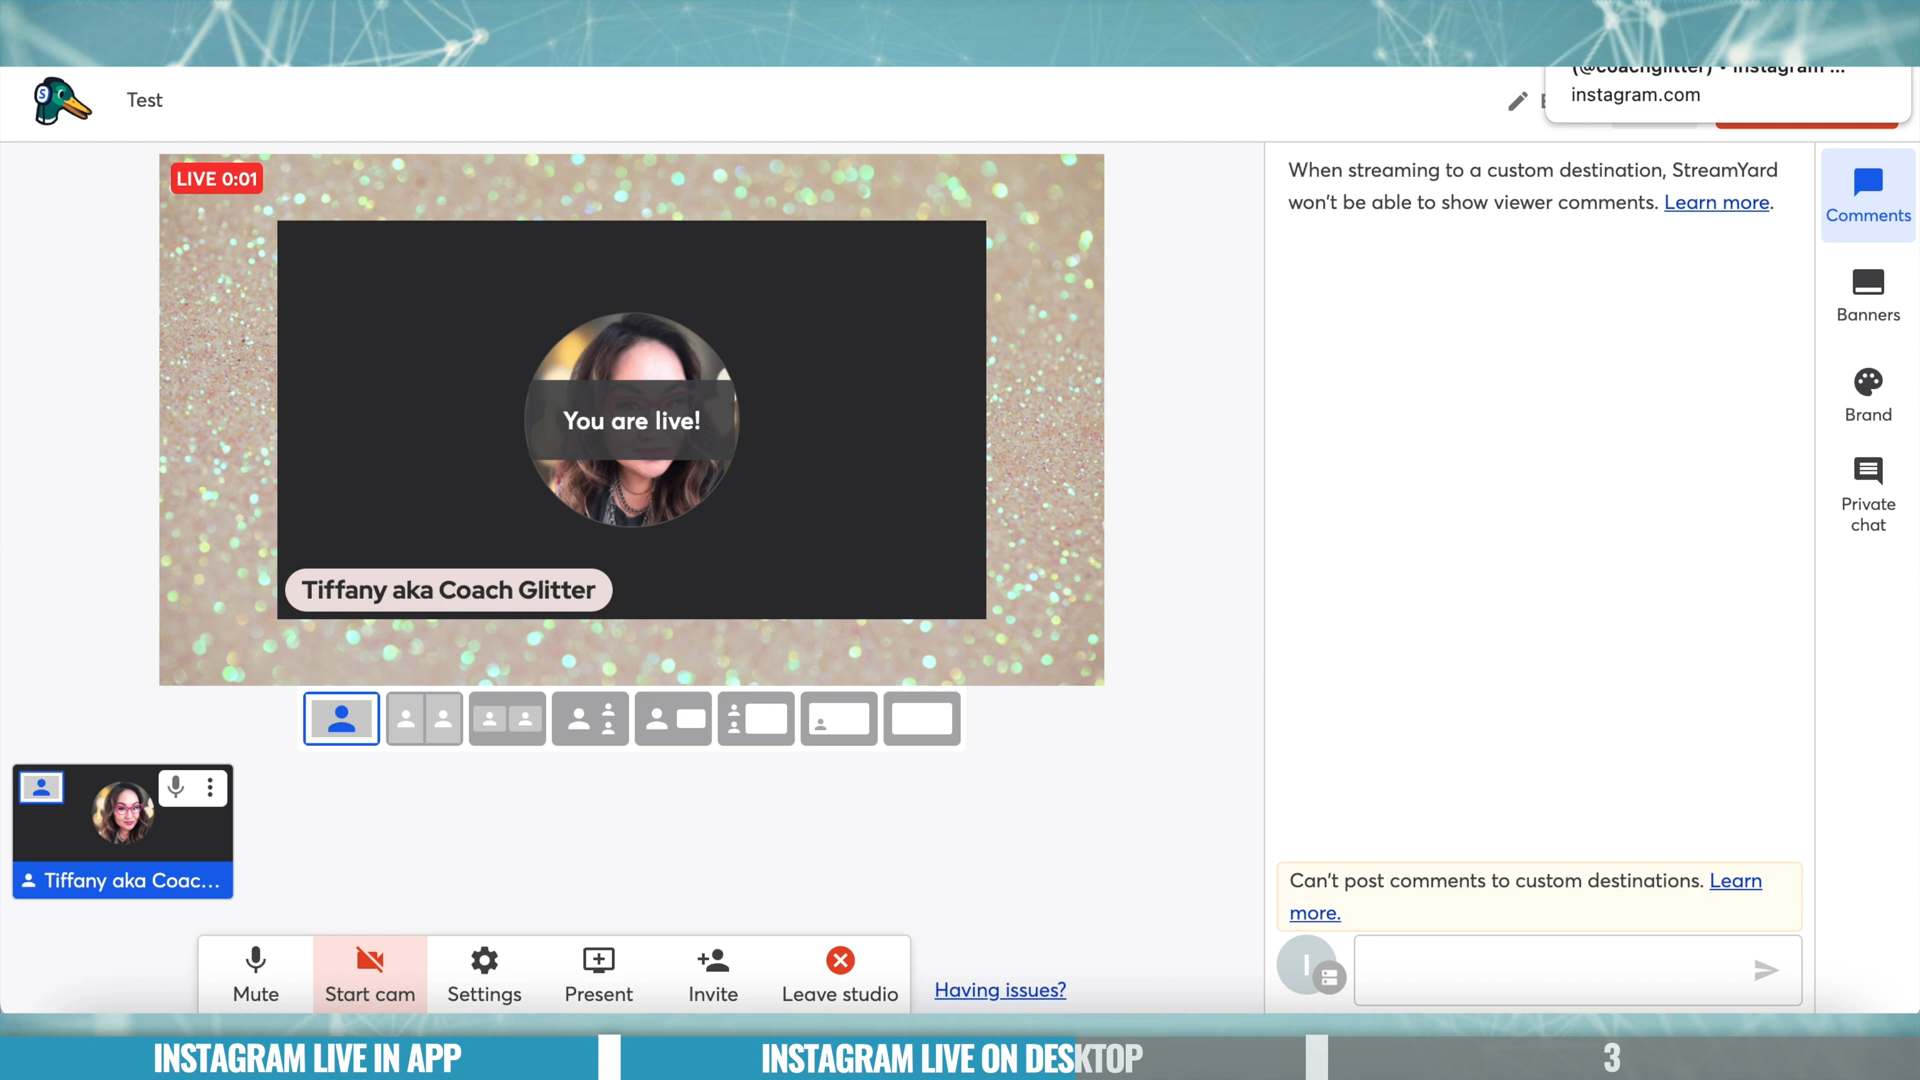 (@coachglitter) • Instagram ...
instagram.com
S
Test
LIVE 0:01
You are live!
Tiffany aka Coach Glitter
When streaming to a custom destination, StreamYard
won't be able to show viewer comments. Learn more.
Comments
Banners
Brand
Private
chat
Tiffany aka Coac...
Can't post comments to custom destinations. Learn
more.
I
Mute
Start cam
Settings
Present
Invite
Leave studio
Having issues?
INSTAGRAM LIVE IN APP
INSTAGRAM LIVE ON DESKTOP
3